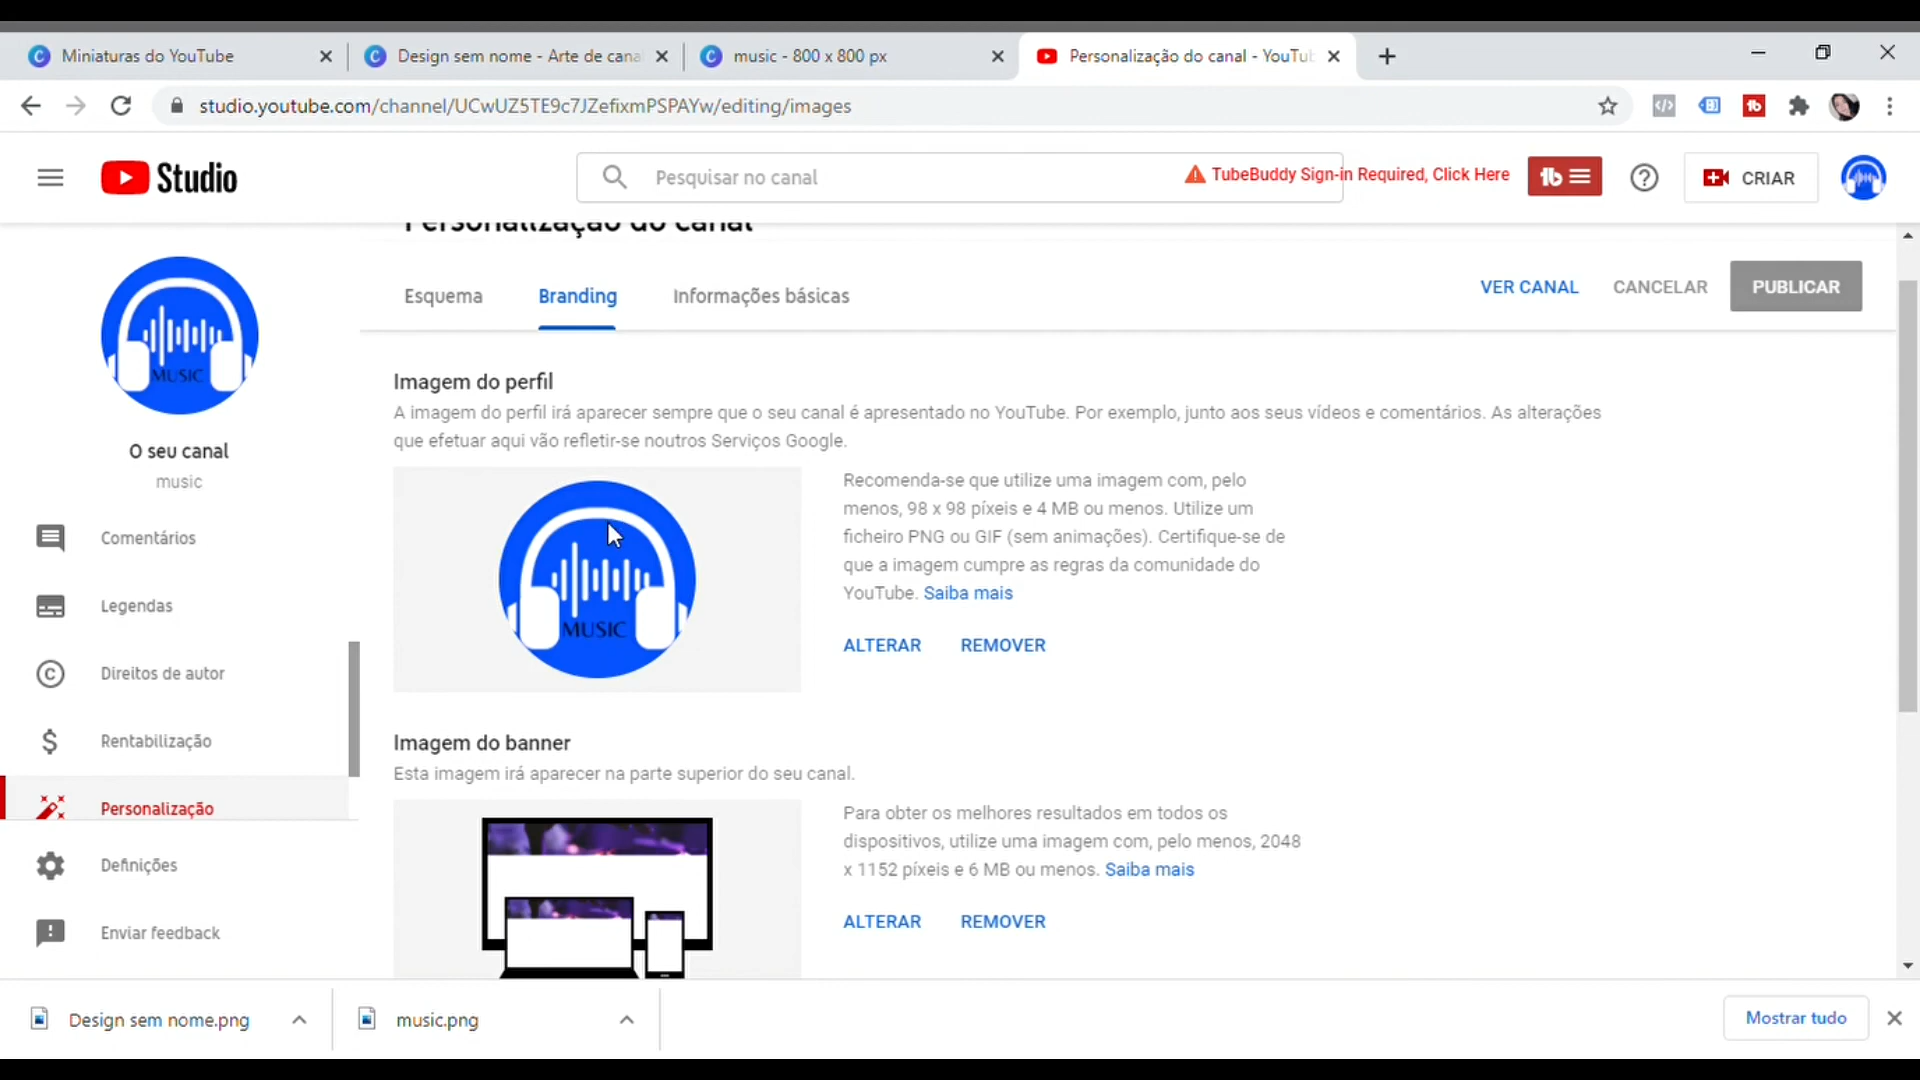 Miniaturas do YouTube
Design sem nome - Arte de cana
music - 800 x 800 px
Personalização do canal - YouTub
studio.youtube.com/channel/UCwUZ5TE9c7JZefixmPSPAYw/editing/images
Studio
Pesquisar no canal
TubeBuddy Sign-in Required, Click Here
CRIAR
Personalização do canal
Esquema
Branding
Informações básicas
VER CANAL
CANCELAR
PUBLICAR
MUSIC
O seu canal
music
Comentários
Legendas
Direitos de autor
Rentabilização
Personalização
Definições
Enviar feedback
Imagem do perfil
A imagem do perfil irá aparecer sempre que o seu canal é apresentado no YouTube. Por exemplo, junto aos seus vídeos e comentários. As alterações
que efetuar aqui vão refletir-se noutros Serviços Google.
MUSIC
Recomenda-se que utilize uma imagem com, pelo
menos, 98 x 98 píxeis e 4 MB ou menos. Utilize um
ficheiro PNG ou GIF (sem animações). Certifique-se de
que a imagem cumpre as regras da comunidade do
YouTube. Saiba mais
ALTERAR
REMOVER
Imagem do banner
Esta imagem irá aparecer na parte superior do seu canal.
Para obter os melhores resultados em todos os
dispositivos, utilize uma imagem com, pelo menos, 2048
x 1152 píxeis e 6 MB ou menos. Saiba mais
ALTERAR
REMOVER
Design sem nome.png
music.png
Mostrar tudo